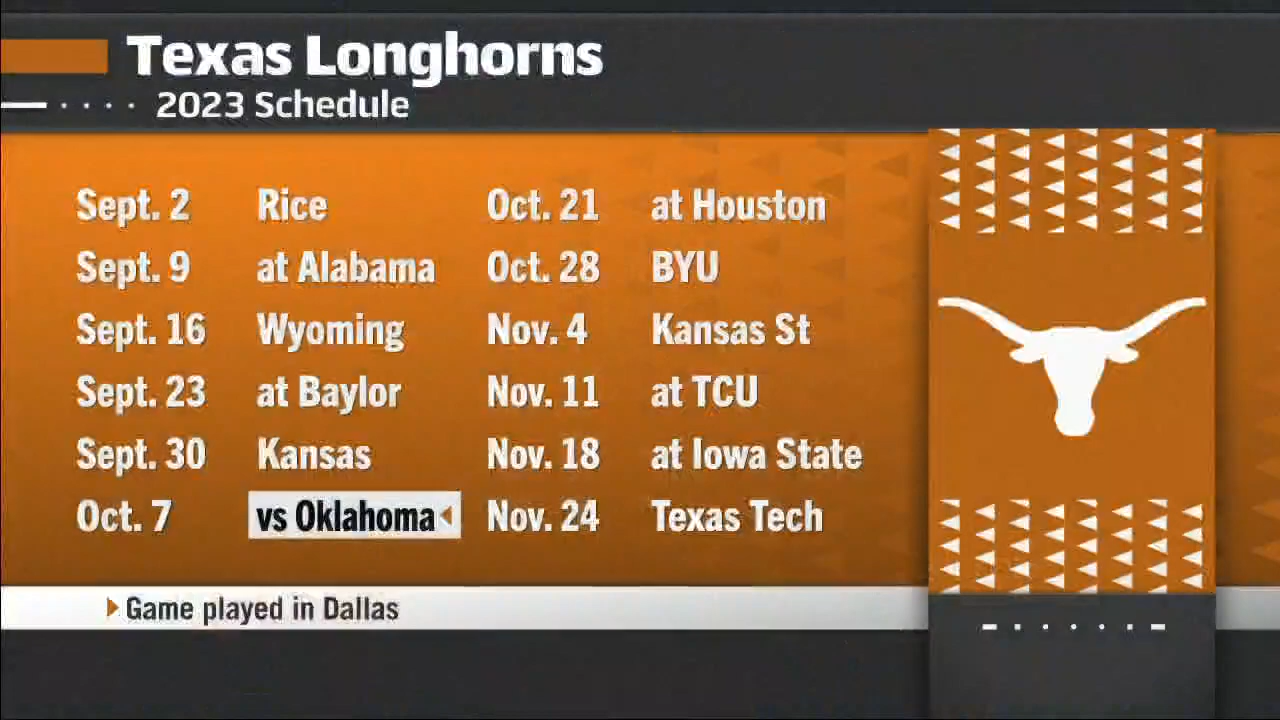 Texas Longhorns
2023 Schedule
Sept. 2 Rice
Sept. 9 at Alabama
Sept. 16 Wyoming
Sept. 23 at Baylor
Sept. 30 Kansas
Oct. 7 vs Oklahoma
Oct. 21 at Houston
Oct. 28 BYU
Nov. 4 Kansas St
Nov. 11 at TCU
Nov. 18 at Iowa State
Nov. 24 Texas Tech
Game played in Dallas